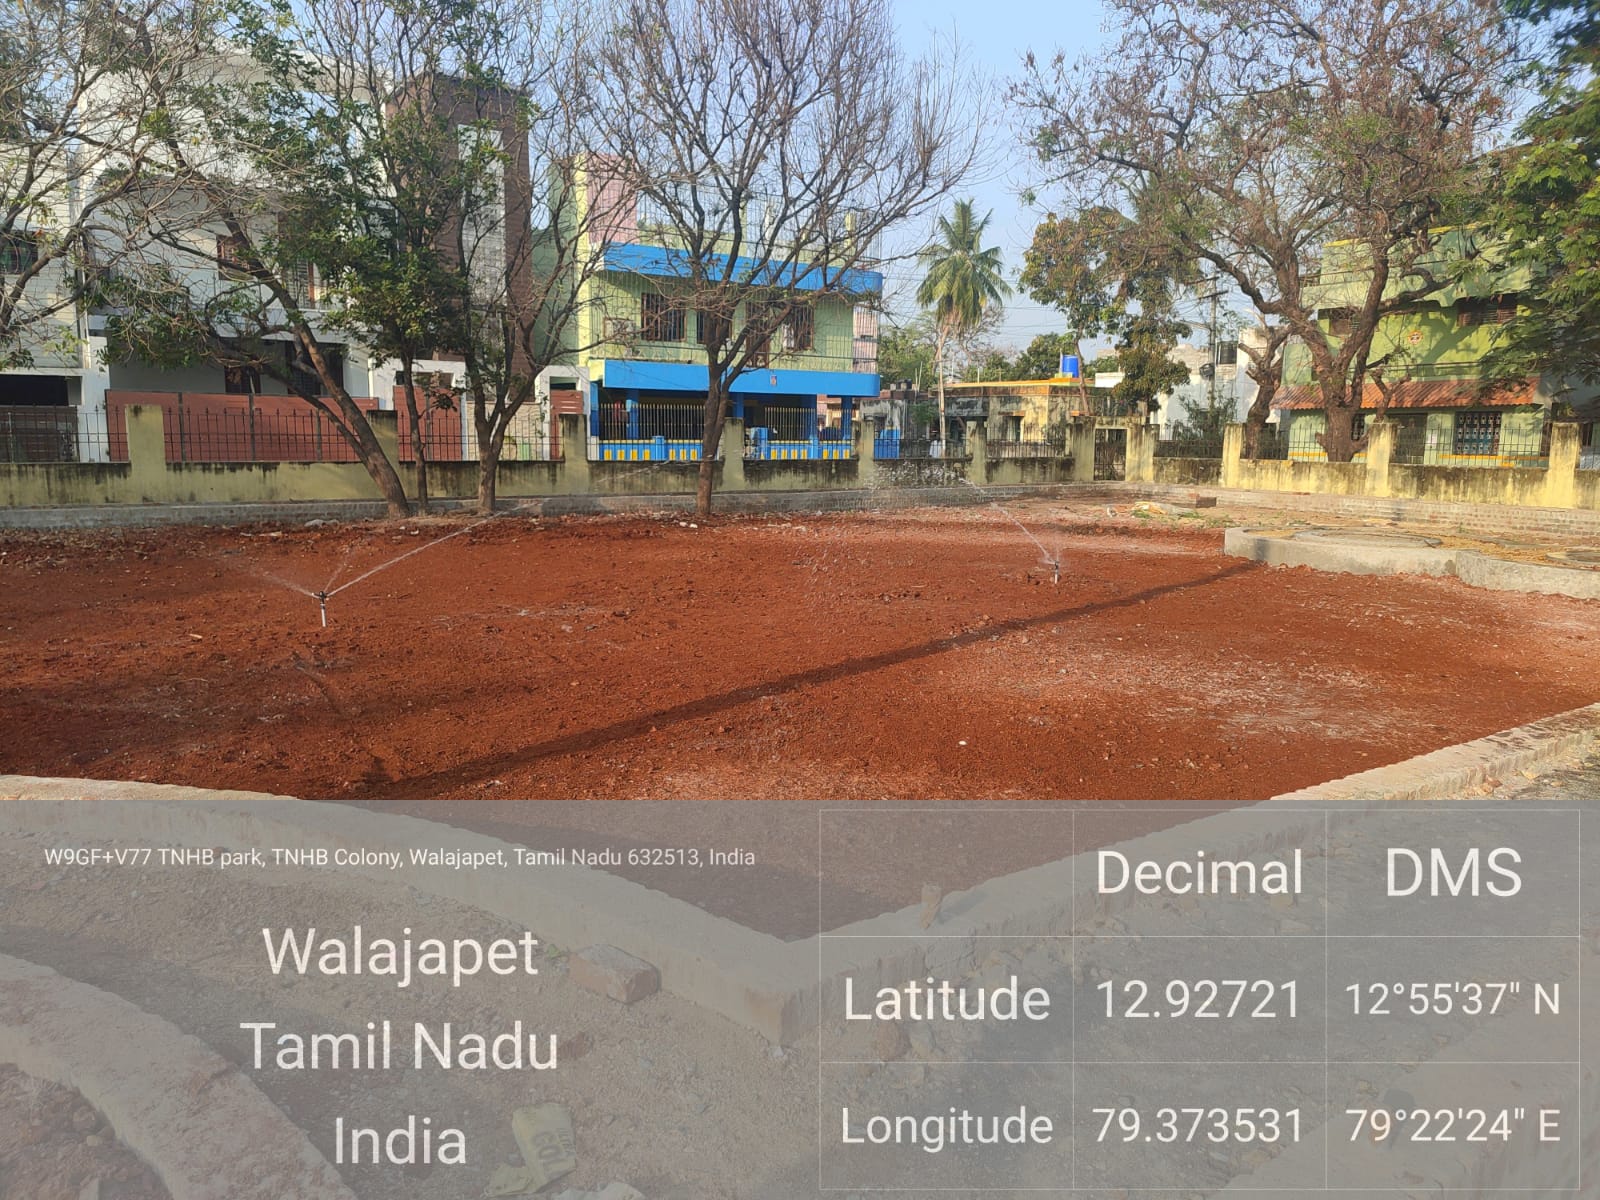 W9GF+V77 TNHB park, TNHB Colony, Walajapet, Tamil Nadu 632513, India
Walajapet
Tamil Nadu
India
Decimal DMS
Latitude 12.92721 12°55'37" N
Longitude 79.373531 79°22'24" E